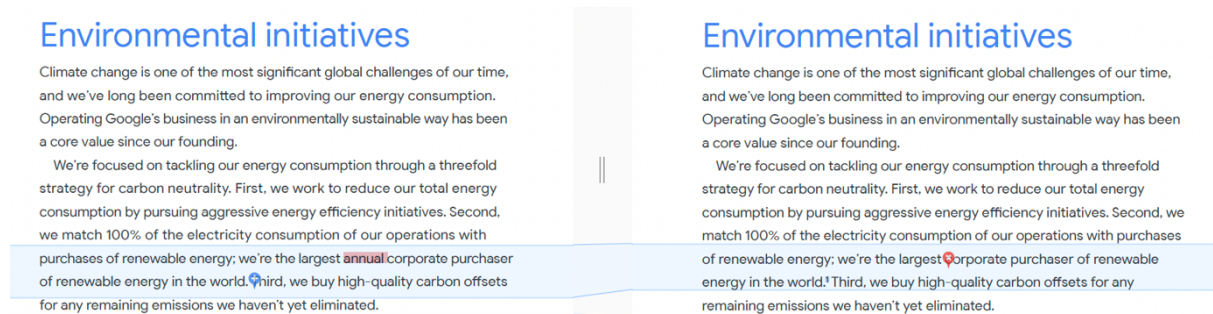 Environmental initiatives
Climate change is one of the most significant global challenges of our time,
and we've long been committed to improving our energy consumption.
Operating Google's business in an environmentally sustainable way has been
a core value since our founding.
We're focused on tackling our energy consumption through a threefold
strategy for carbon neutrality. First, we work to reduce our total energy
consumption by pursuing aggressive energy efficiency initiatives. Second,
we match 100% of the electricity consumption of our operations with
purchases of renewable energy; we're the largest annual corporate purchaser
of renewable energy in the world. hird, we buy high-quality carbon offsets
for any remaining emissions we haven't yet eliminated.
Environmental initiatives
Climate change is one of the most significant global challenges of our time,
and we've long been committed to improving our energy consumption.
Operating Google's business in an environmentally sustainable way has been
a core value since our founding.
We're focused on tackling our energy consumption through a threefold
strategy for carbon neutrality. First, we work to reduce our total energy
consumption by pursuing aggressive energy efficiency initiatives. Second, we
match 100% of the electricity consumption of our operations with purchases
of renewable energy; we're the largest orporate purchaser of renewable
energy in the world.¹ Third, we buy high-quality carbon offsets for any
remaining emissions we haven't yet eliminated.